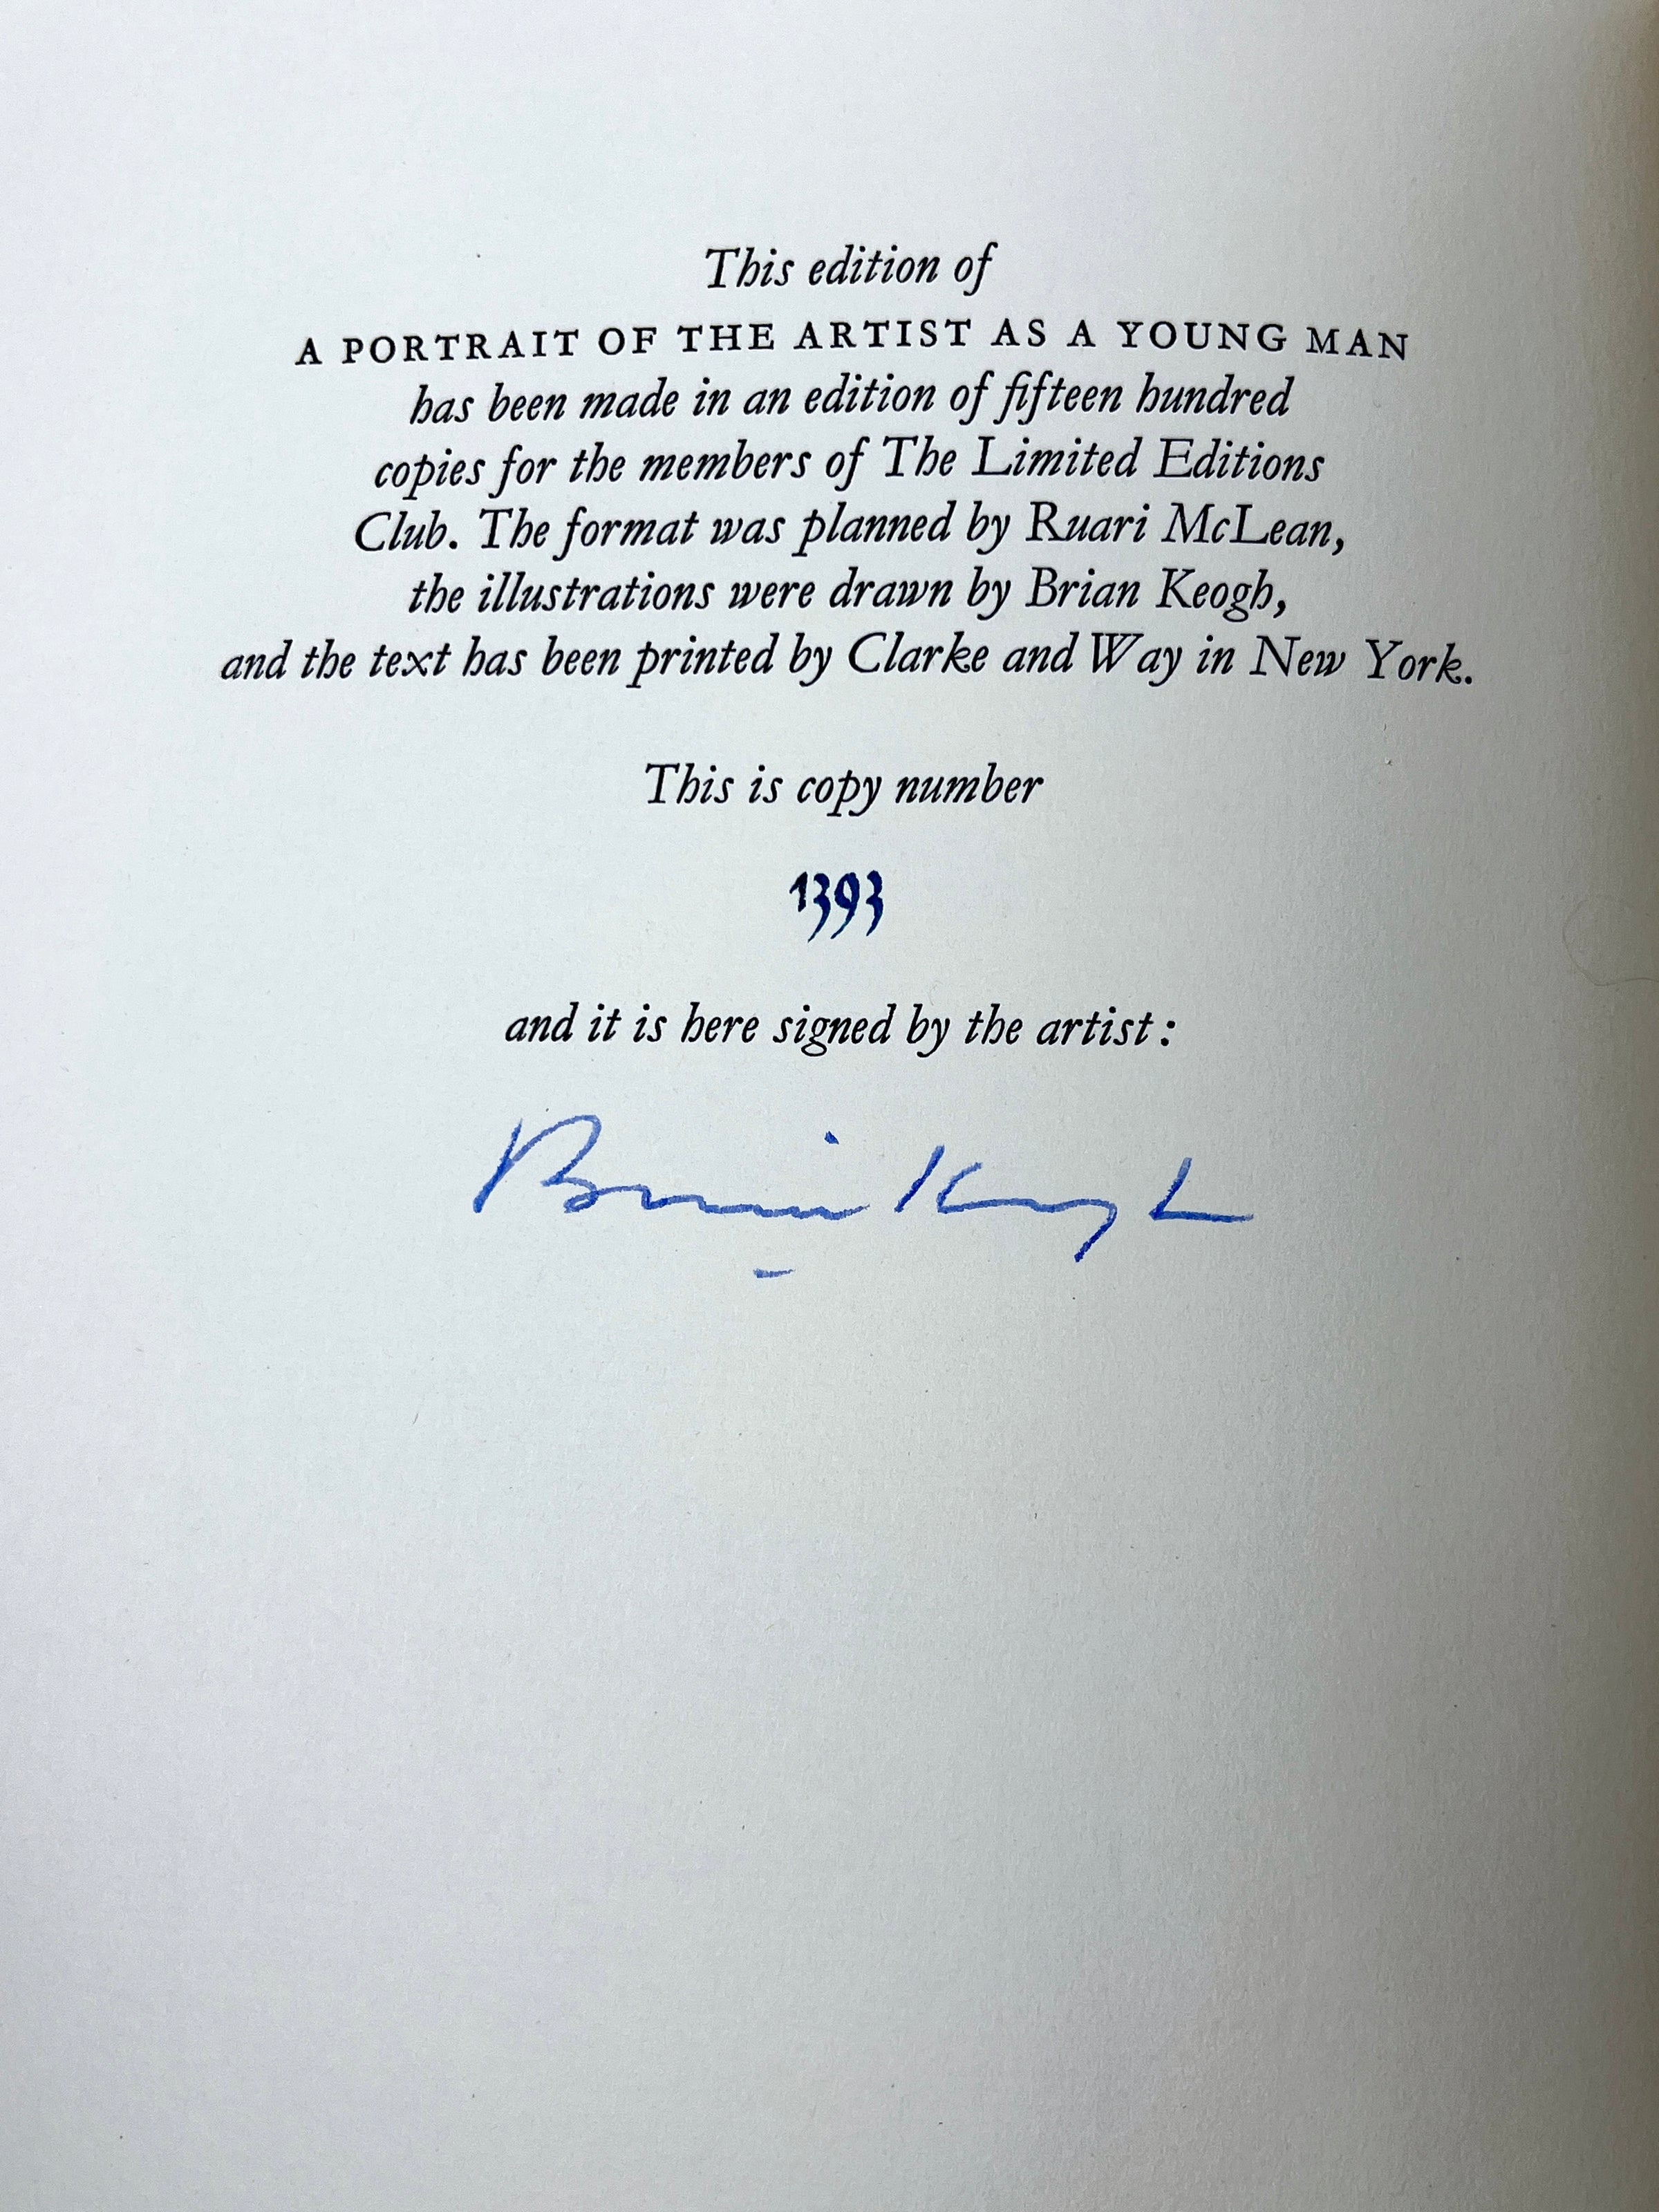 This edition of
A PORTRAIT OF THE ARTIST AS A YOUNG MAN
has been made in an edition of fifteen hundred
copies for the members of The Limited Editions
Club. The format was planned by Ruari McLean,
the illustrations were drawn by Brian Keogh,
and the text has been printed by Clarke and Way in New York.
This is copy number
1393
and it is here signed by the artist:
Brian Keogh